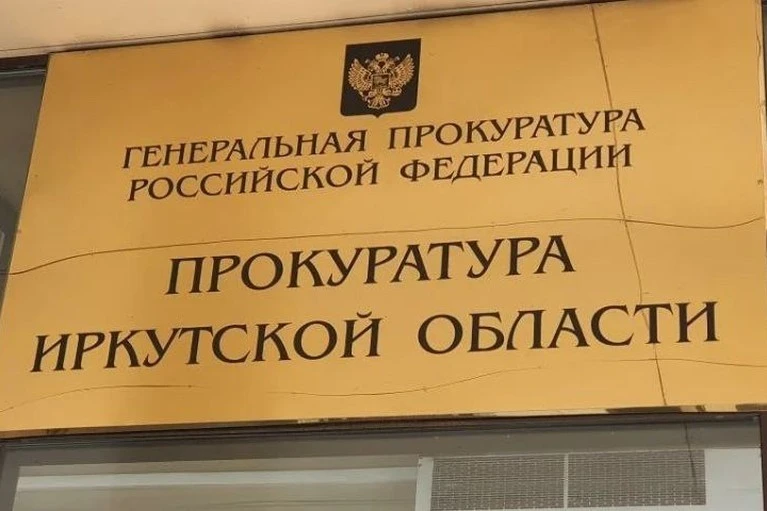 ГЕНЕРАЛЬНАЯ ПРОКУРАТУРА
РОССИЙСКОЙ ФЕДЕРАЦИИ
ПРОКУРАТУРА
ИРКУТСКОЙ ОБЛАСТИ